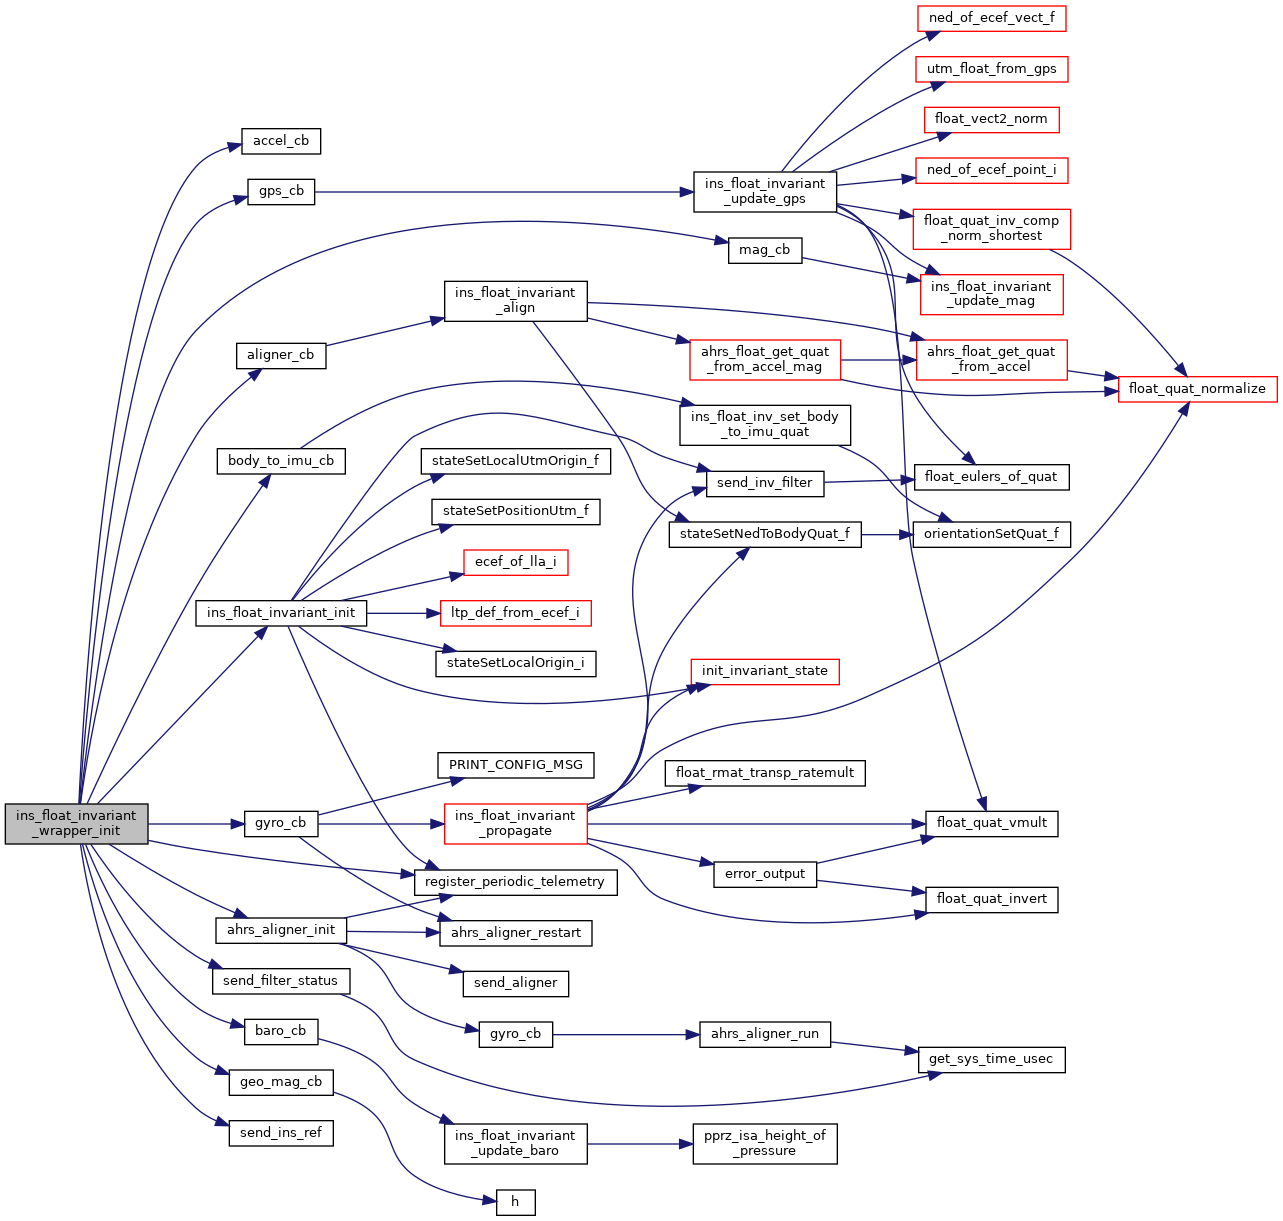 ned_of_ecef_vect_f
utm_float_from_gps
float_vect2_norm
accel_cb
ned_of_ecef_point_i
gps_cb
ins_float_invariant
_update_gps
float_quat_inv_comp
_norm_shortest
mag_cb
ins_float_invariant
_update_mag
ins_float_invariant
_align
aligner_cb
ahrs_float_get_quat
_from_accel_mag
ahrs_float_get_quat
_from_accel
float_quat_normalize
ins_float_inv_set_body
_to_imu_quat
body_to_imu_cb
stateSetLocalUtmOrigin_f
send_inv_filter
float_eulers_of_quat
stateSetPositionUtm_f
stateSetNedToBodyQuat_f
orientationSetQuat_f
ecef_of_lla_i
ins_float_invariant_init
ltp_def_from_ecef_i
stateSetLocalOrigin_i
init_invariant_state
PRINT_CONFIG_MSG
float_rmat_transp_ratemult
ins_float_invariant
_wrapper_init
gyro_cb
ins_float_invariant
_propagate
float_quat_vmult
error_output
register_periodic_telemetry
float_quat_invert
ahrs_aligner_init
ahrs_aligner_restart
send_filter_status
send_aligner
baro_cb
gyro_cb
ahrs_aligner_run
get_sys_time_usec
geo_mag_cb
send_ins_ref
ins_float_invariant
_update_baro
pprz_isa_height_of
_pressure
h